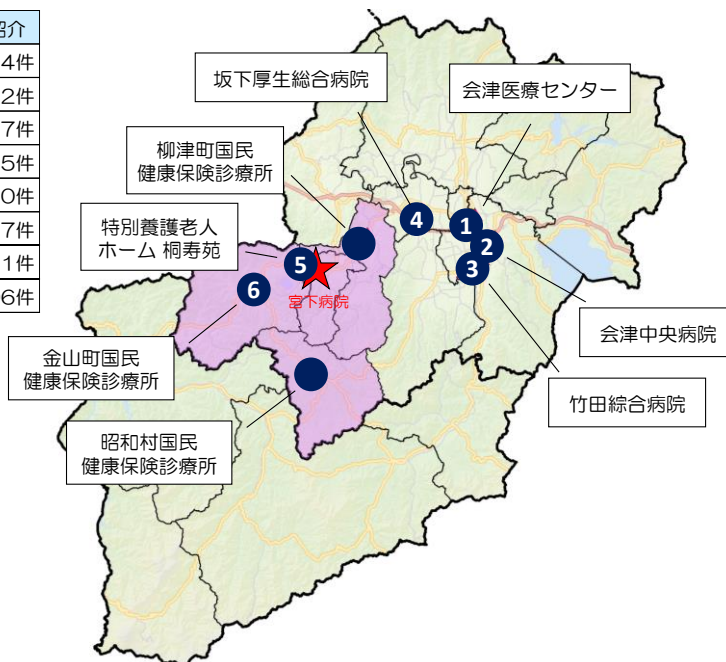 紹介
4件
2件
7件
5件
0件
7件
1件
6件
坂下厚生総合病院
会津医療センター
柳津町国民
健康保険診療所
特別養護老人
ホーム 桐寿苑
4
1
2
3
5
6
宮下病院
会津中央病院
金山町国民
健康保険診療所
竹田綜合病院
昭和村国民
健康保険診療所